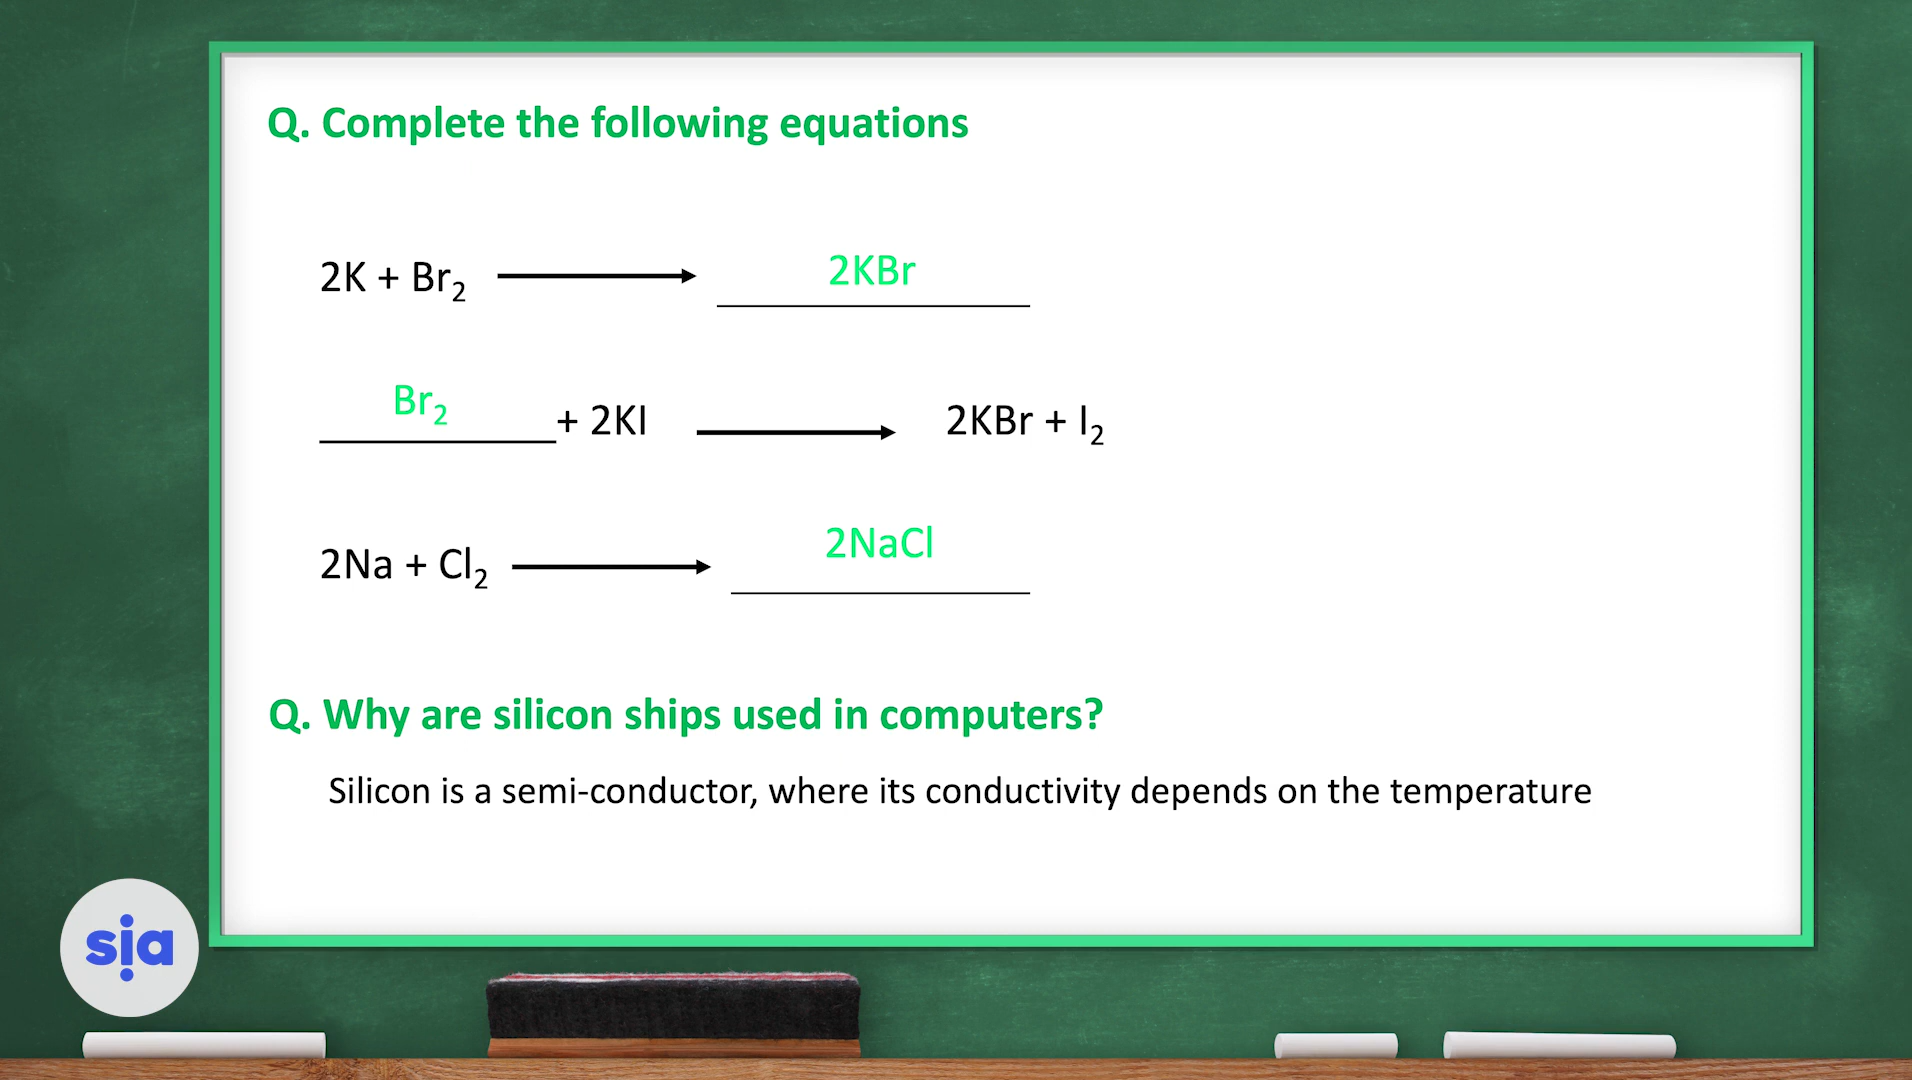 Q. Complete the following equations
2K + Br₂ ⟶ 2KBr
Br₂ + 2KI ⟶ 2KBr + I₂
2Na + Cl₂ ⟶ 2NaCl
Q. Why are silicon ships used in computers?
Silicon is a semi-conductor, where its conductivity depends on the temperature
sia